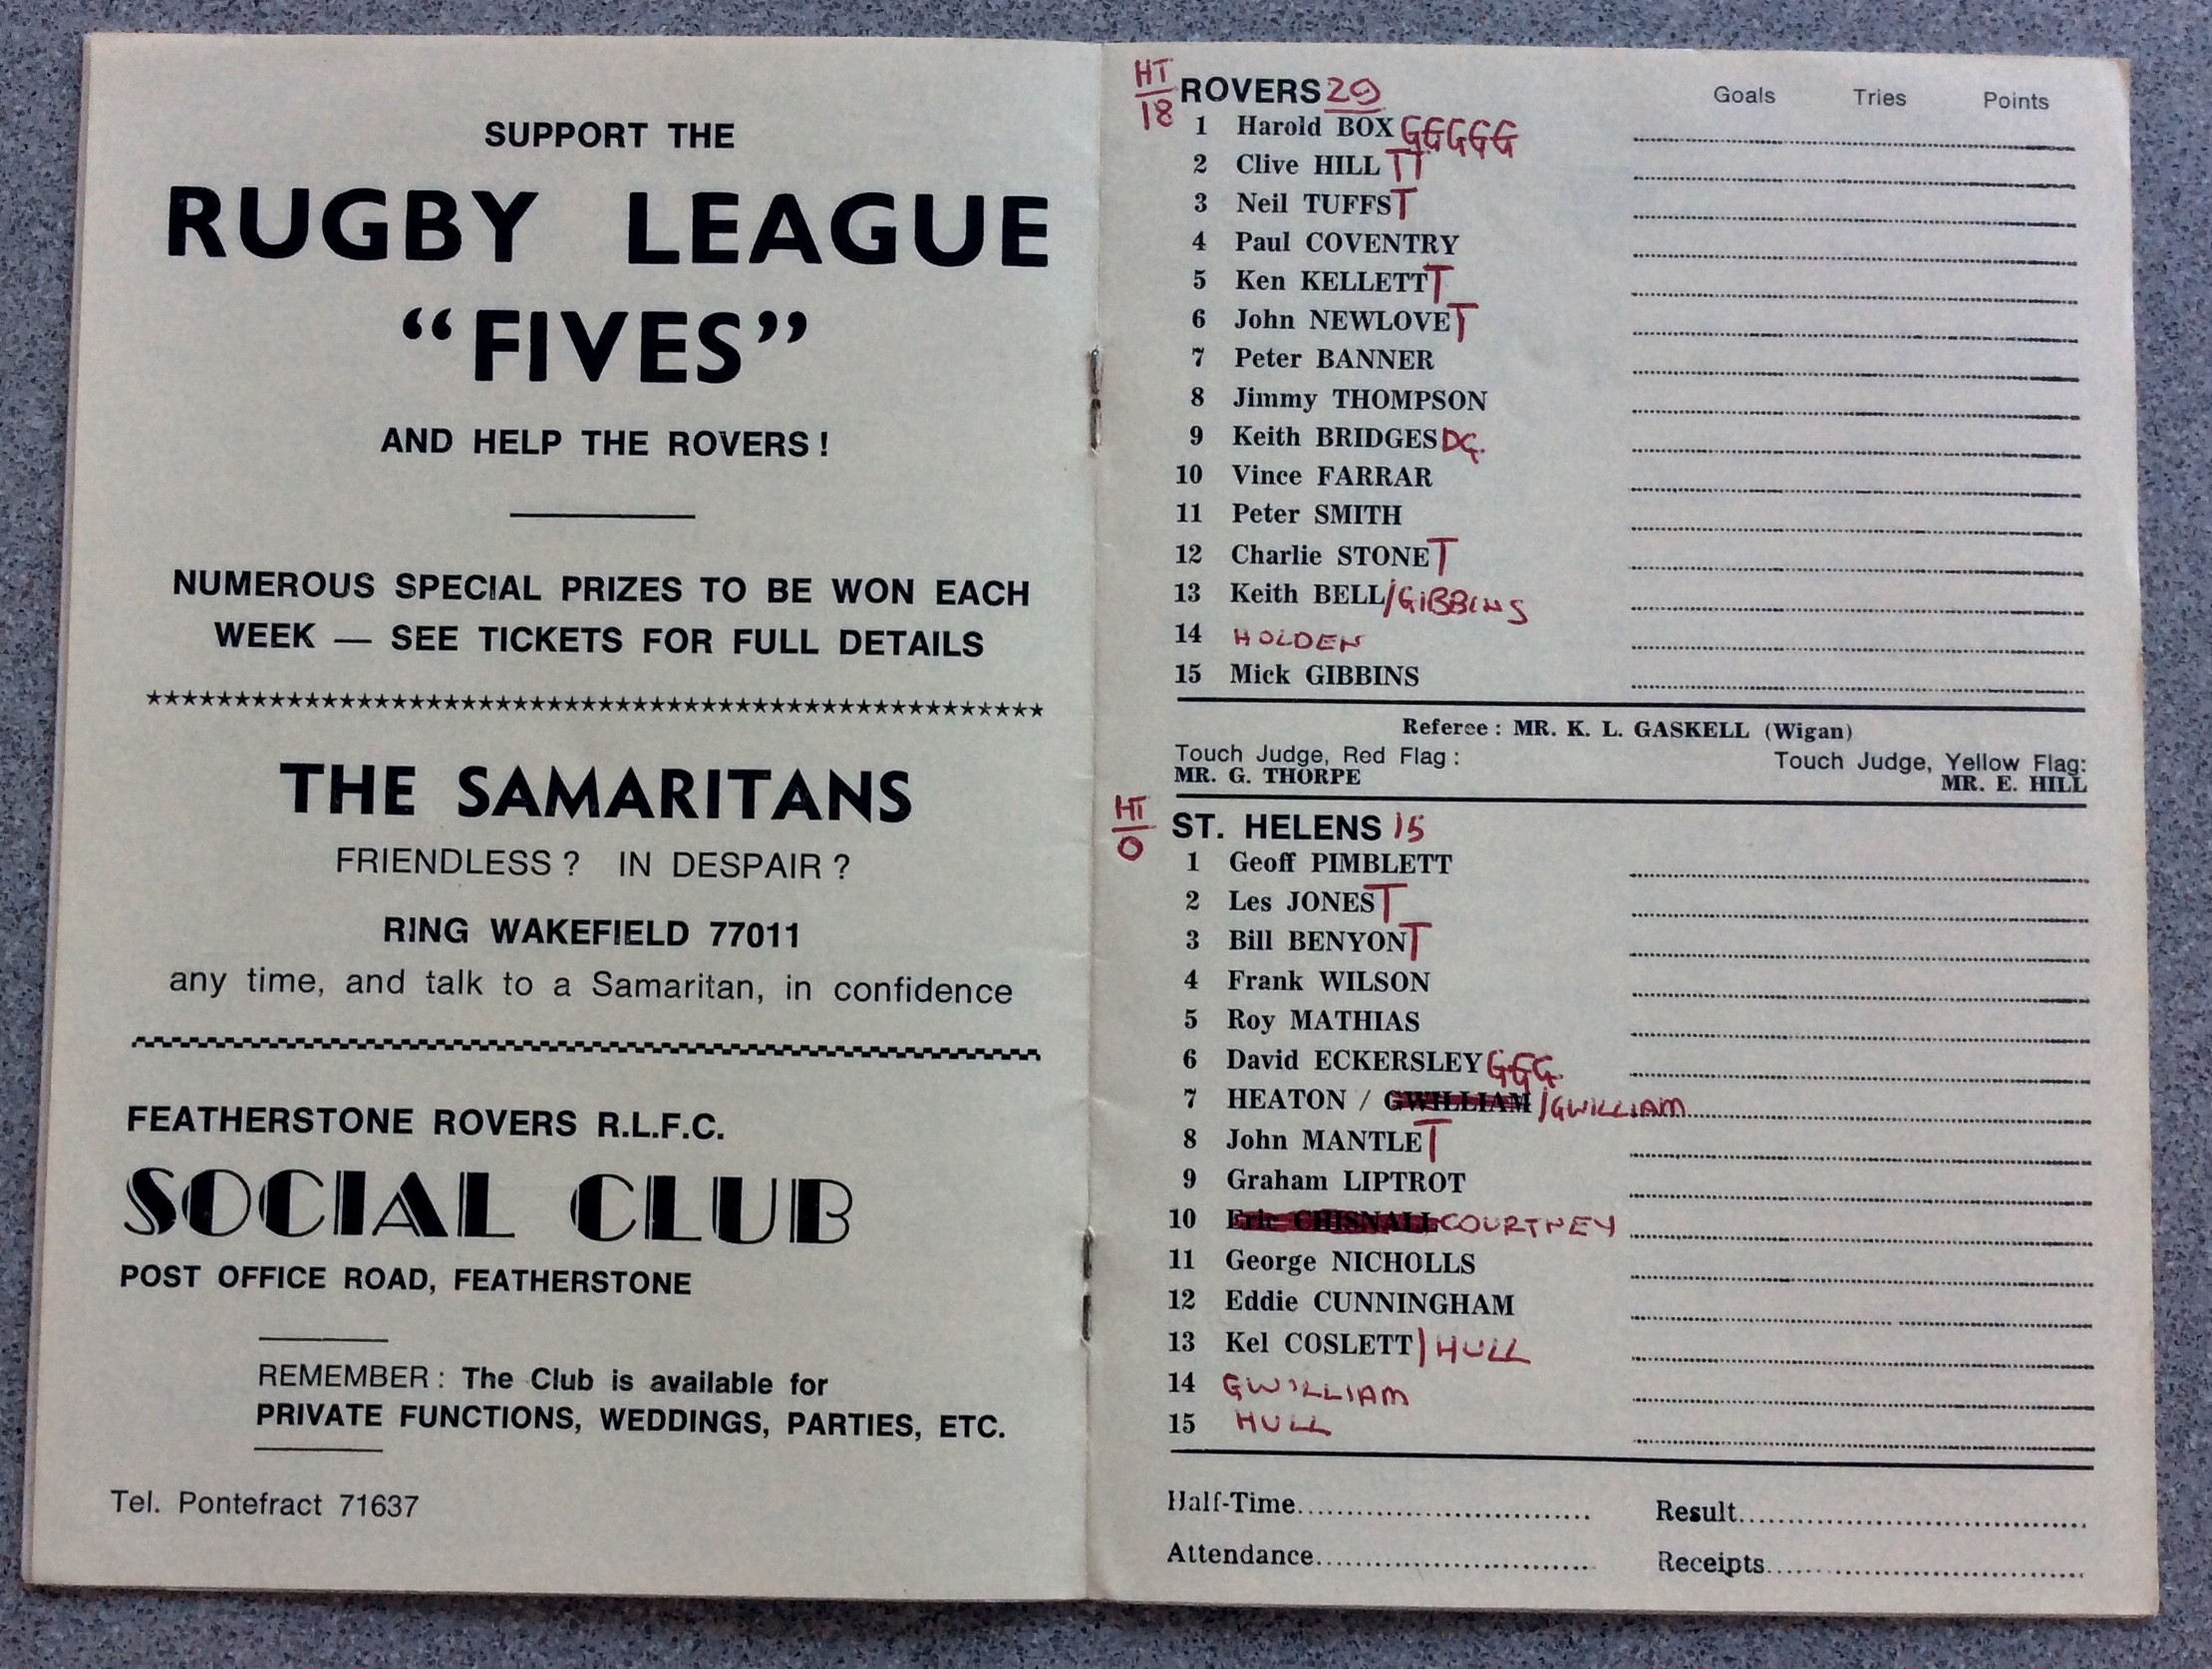 SUPPORT THE
RUGBY LEAGUE
“FIVES”
AND HELP THE ROVERS !
NUMEROUS SPECIAL PRIZES TO BE WON EACH
WEEK — SEE TICKETS FOR FULL DETAILS
THE SAMARITANS
FRIENDLESS ? IN DESPAIR ?
RING WAKEFIELD 77011
any time, and talk to a Samaritan, in confidence
FEATHERSTONE ROVERS R.L.F.C.
SOCIAL CLUB
POST OFFICE ROAD, FEATHERSTONE
REMEMBER : The Club is available for
PRIVATE FUNCTIONS, WEDDINGS, PARTIES, ETC.
Tel. Pontefract 71637
HT
18
ROVERS 29 Goals Tries Points
1 Harold BOX GGGGG
2 Clive HILL TT
3 Neil TUFFS T
4 Paul COVENTRY
5 Ken KELLETT T
6 John NEWLOVE T
7 Peter BANNER
8 Jimmy THOMPSON
9 Keith BRIDGES DG.
10 Vince FARRAR
11 Peter SMITH
12 Charlie STONE T
13 Keith BELL /GIBBINS
14 HOLDEN
15 Mick GIBBINS
Referee : MR. K. L. GASKELL (Wigan)
Touch Judge, Red Flag : Touch Judge, Yellow Flag:
MR. G. THORPE MR. E. HILL
HT
0
ST. HELENS 15
1 Geoff PIMBLETT
2 Les JONES T
3 Bill BENYON T
4 Frank WILSON
5 Roy MATHIAS
6 David ECKERSLEY GGG.
7 HEATON / GWILLIAM /GWILLIAM
8 John MANTLE T
9 Graham LIPTROT
10 Eric CHISNALL COURTNEY
11 George NICHOLLS
12 Eddie CUNNINGHAM
13 Kel COSLETT / HULL
14 GWILLIAM
15 HULL
Half-Time Result
Attendance Receipts